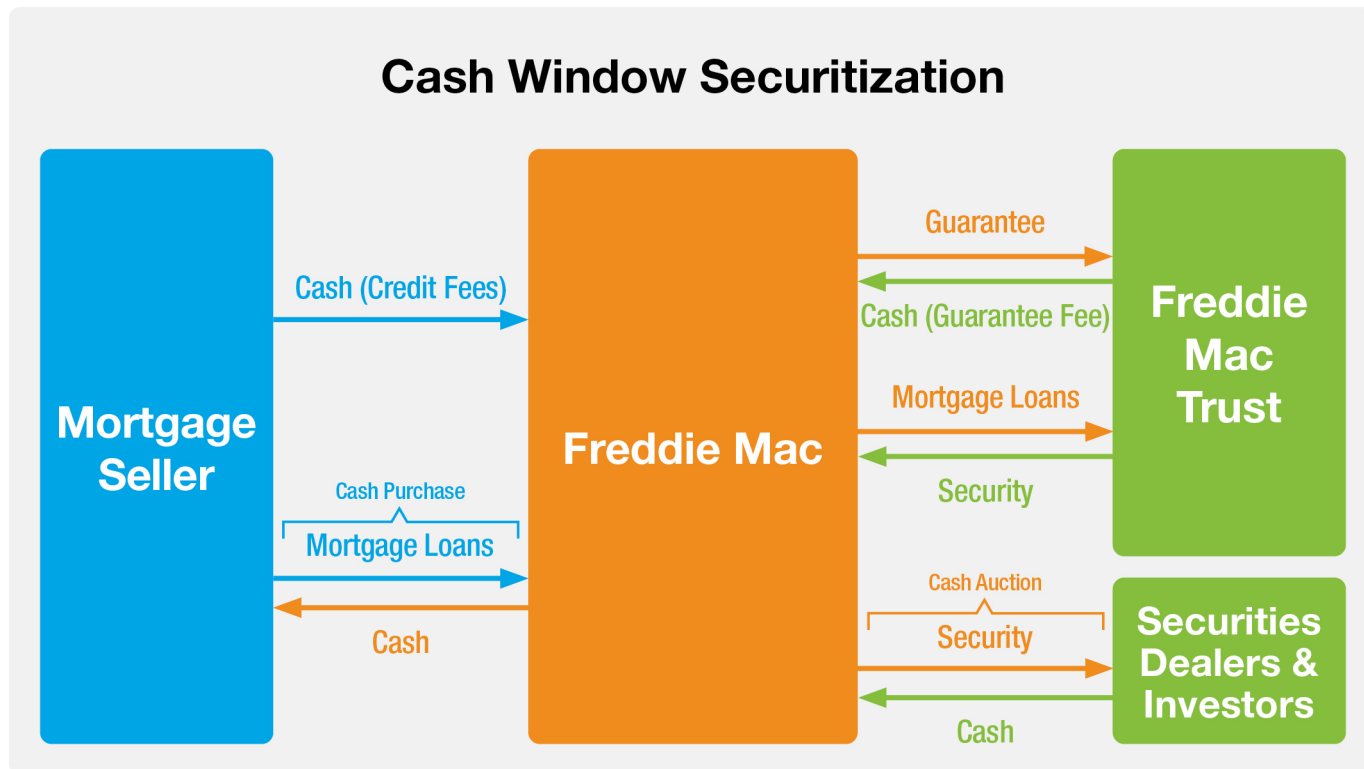 Cash Window Securitization
Mortgage
Seller
Cash (Credit Fees)
Cash Purchase
Mortgage Loans
Cash
Freddie Mac
Guarantee
Cash (Guarantee Fee)
Mortgage Loans
Security
Cash Auction
Security
Cash
Freddie
Mac
Trust
Securities
Dealers &
Investors